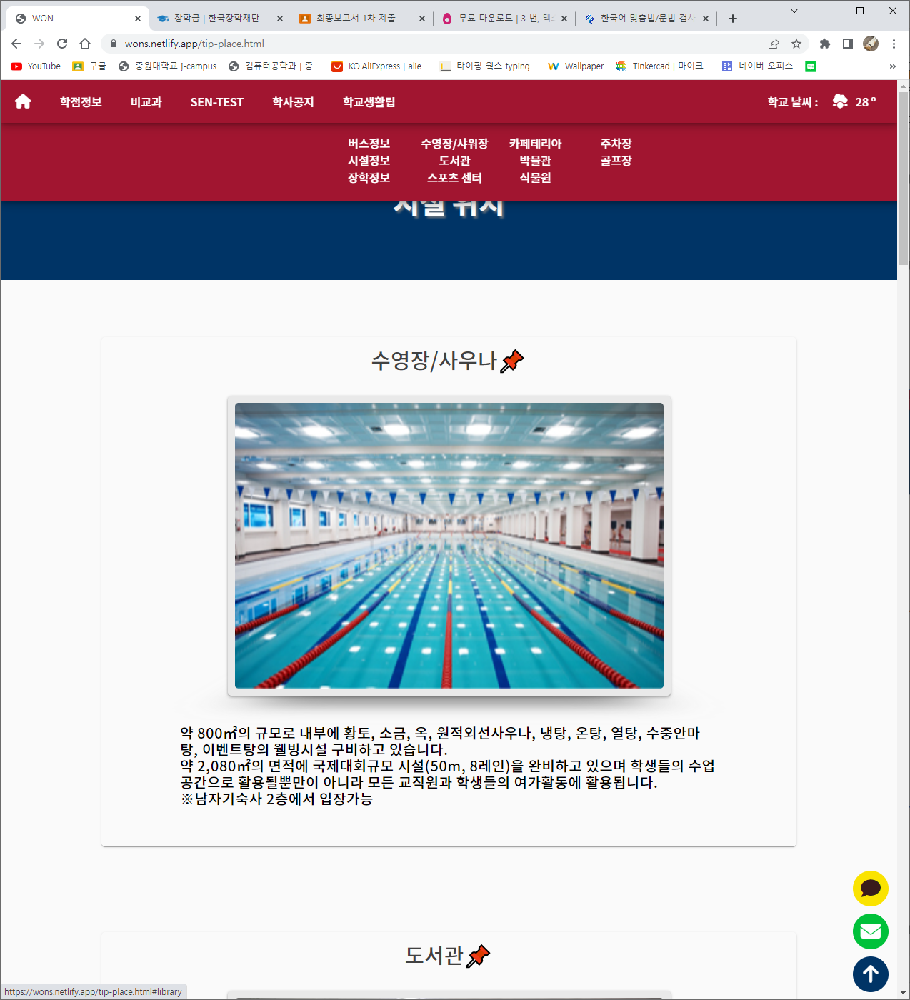 WON
장학금 | 한국장학재단
최종보고서 1차 제출
무료 다운로드 | 3 번, 텍스
한국어 맞춤법/문법 검사
wons.netlify.app/tip-place.html
YouTube
구클
중원대학교 j-campus
컴퓨터공학과 | 중...
KO.AliExpress | alie...
타이핑 웍스 typing...
Wallpaper
Tinkercad | 마이크...
네이버 오피스
학점정보 비교과 SEN-TEST 학사공지 학교생활팁 학교 날씨 : 28 º
버스정보 수영장/샤워장 카페테리아 주차장
시설정보 도서관 박물관 골프장
장학정보 스포츠 센터 식물원
시설 위치
수영장/사우나
약 800㎡의 규모로 내부에 황토, 소금, 옥, 원적외선사우나, 냉탕, 온탕, 열탕, 수중안마
탕, 이벤트탕의 웰빙시설 구비하고 있습니다.
약 2,080㎡의 면적에 국제대회규모 시설(50m, 8레인)을 완비하고 있으며 학생들의 수업
공간으로 활용될뿐만이 아니라 모든 교직원과 학생들의 여가활동에 활용됩니다.
※남자기숙사 2층에서 입장가능
도서관
https://wons.netlify.app/tip-place.html#library